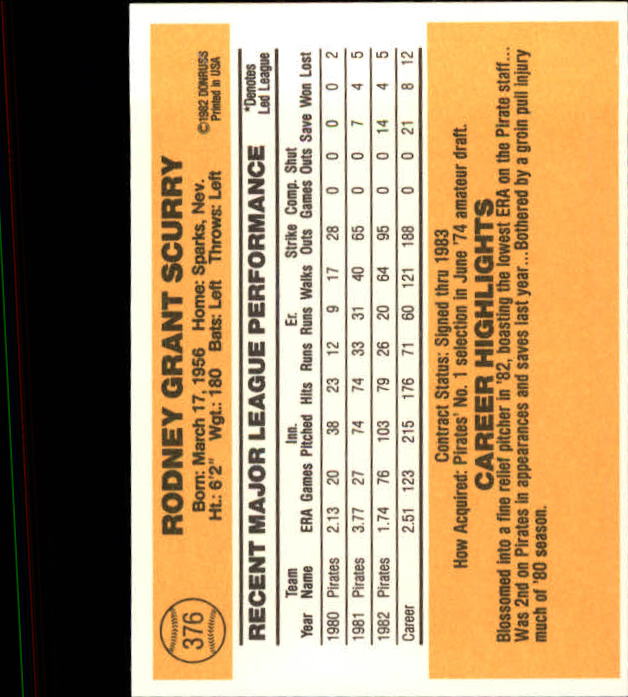 376
RODNEY GRANT SCURRY
Born: March 17, 1956 Home: Sparks, Nev.
Ht.: 6'2" Wgt.: 180 Bats: Left Throws: Left
©1982 DONRUSS
Printed in USA
RECENT MAJOR LEAGUE PERFORMANCE
*Denotes
Led League
Team Inn. Er. Strike Comp. Shut
Year Name ERA Games Pitched Hits Runs Runs Walks Outs Games Outs Save Won Lost
1980 Pirates 2.13 20 38 23 12 9 17 28 0 0 0 0 2
1981 Pirates 3.77 27 74 74 33 31 40 65 0 0 7 4 5
1982 Pirates 1.74 76 103 79 26 20 64 95 0 0 14 4 5
Career 2.51 123 215 176 71 60 121 188 0 0 21 8 12
Contract Status: Signed thru 1983
How Acquired: Pirates' No. 1 selection in June '74 amateur draft.
CAREER HIGHLIGHTS
Blossomed into a fine relief pitcher in '82, boasting the lowest ERA on the Pirate staff...
Was 2nd on Pirates in appearances and saves last year... Bothered by a groin pull injury
much of '80 season.